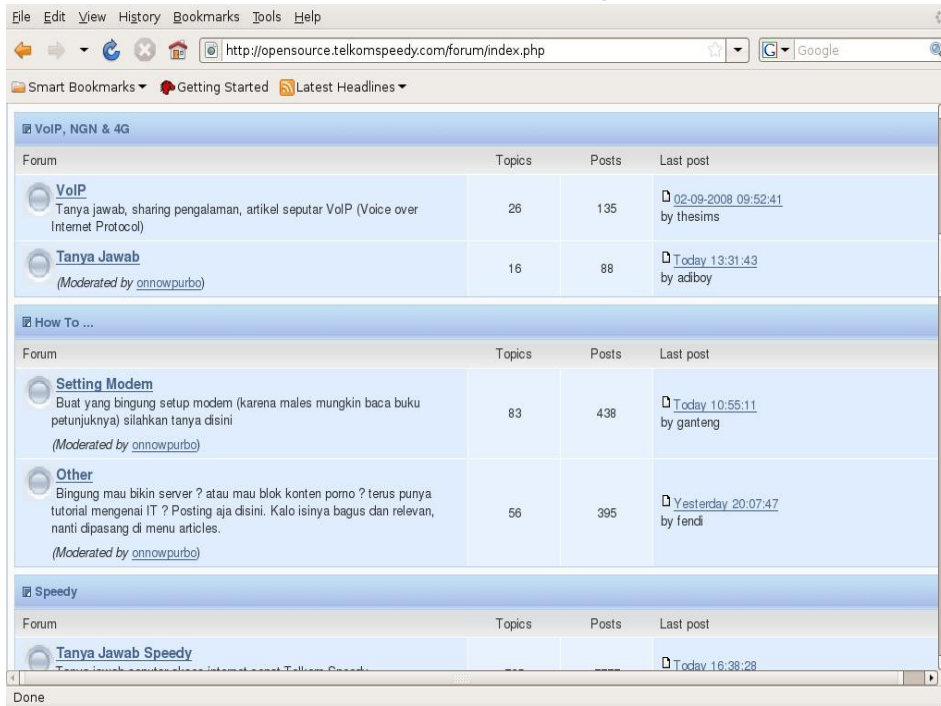 File Edit View History Bookmarks Tools Help
http://opensource.telkomspeedy.com/forum/index.php
G Google
Smart Bookmarks Getting Started Latest Headlines
VoIP, NGN & 4G
Forum Topics Posts Last post
VoIP
Tanya jawab, sharing pengalaman, artikel seputar VoIP (Voice over
Internet Protocol)
26 135
02-09-2008 09:52:41
by thesims
Tanya Jawab
(Moderated by onnowpurbo)
16 88
Today 13:31:43
by adiboy
How To ...
Forum Topics Posts Last post
Setting Modem
Buat yang bingung setup modem (karena males mungkin baca buku
petunjuknya) silahkan tanya disini
(Moderated by onnowpurbo)
83 438
Today 10:55:11
by ganteng
Other
Bingung mau bikin server ? atau mau blok konten porno ? terus punya
tutorial mengenai IT ? Posting aja disini. Kalo isinya bagus dan relevan,
nanti dipasang di menu articles.
(Moderated by onnowpurbo)
56 395
Yesterday 20:07:47
by fendi
Speedy
Forum Topics Posts Last post
Tanya Jawab Speedy
Today 16:38:28
Done